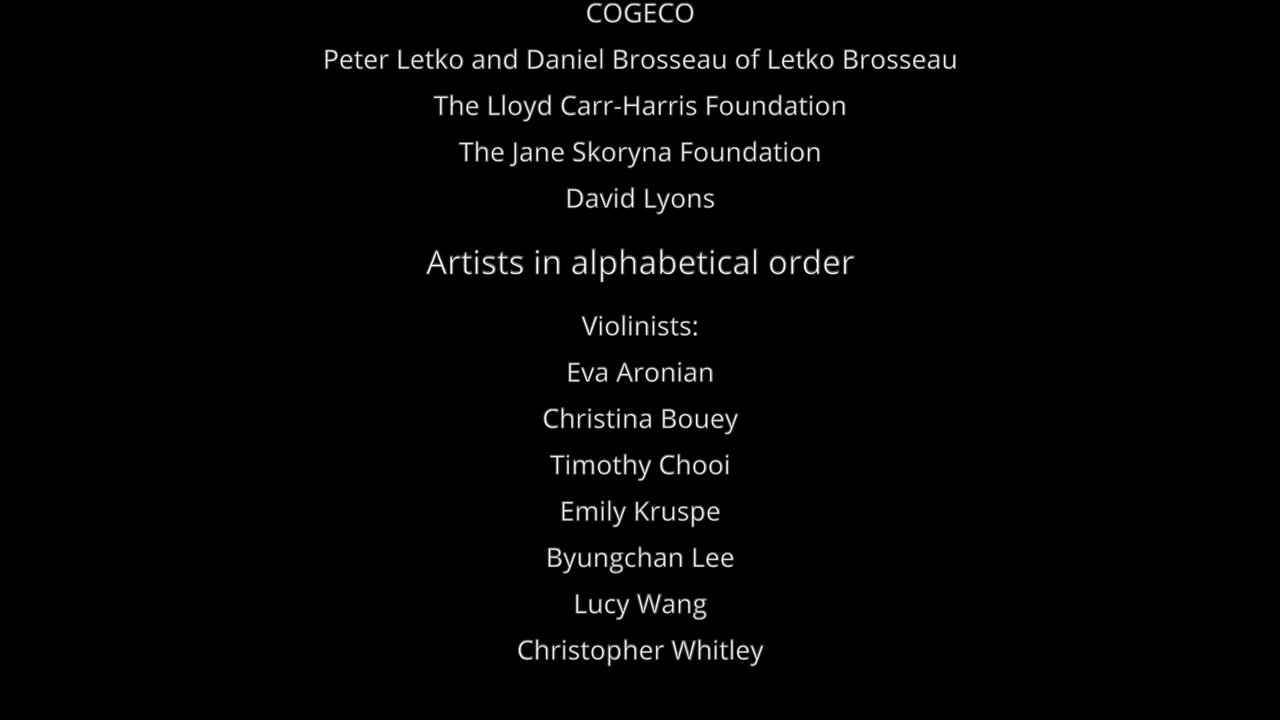 COGECO
Peter Letko and Daniel Brosseau of Letko Brosseau
The Lloyd Carr-Harris Foundation
The Jane Skoryna Foundation
David Lyons
Artists in alphabetical order
Violinists:
Eva Aronian
Christina Bouey
Timothy Chooi
Emily Kruspe
Byungchan Lee
Lucy Wang
Christopher Whitley